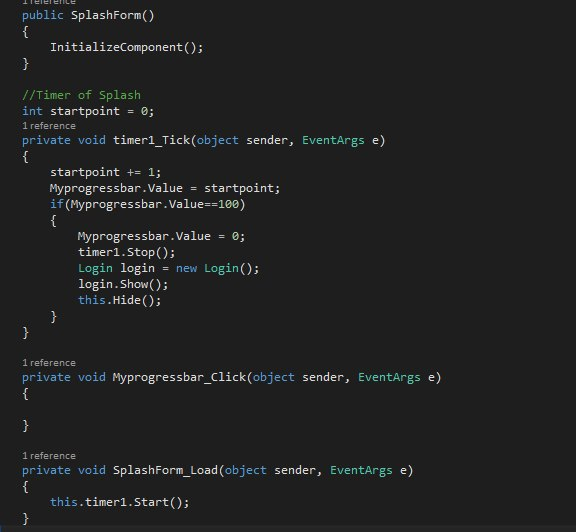 1 reference
public SplashForm()
{
InitializeComponent();
}
//Timer of Splash
int startpoint = 0;
1 reference
private void timer1_Tick(object sender, EventArgs e)
{
startpoint += 1;
Myprogressbar.Value = startpoint;
if(Myprogressbar.Value==100)
{
Myprogressbar.Value = 0;
timer1.Stop();
Login login = new Login();
login.Show();
this.Hide();
}
}
1 reference
private void Myprogressbar_Click(object sender, EventArgs e)
{
}
1 reference
private void SplashForm_Load(object sender, EventArgs e)
{
this.timer1.Start();
}